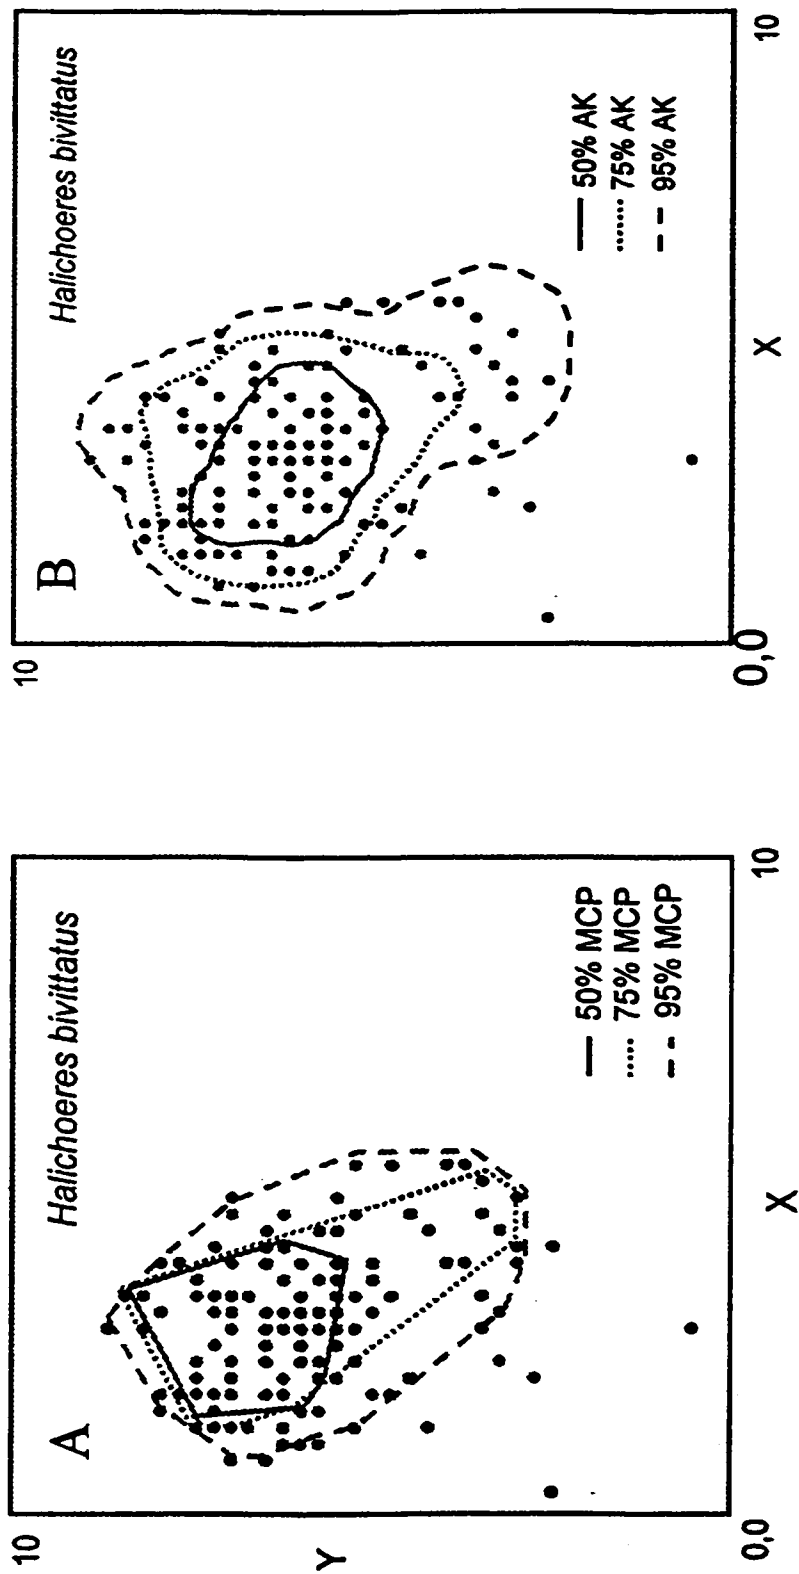 A
Halichoeres bivittatus
50% MCP
75% MCP
95% MCP
10
Y
0,0
X
10
B
Halichoeres bivittatus
50% AK
75% AK
95% AK
10
0,0
X
10